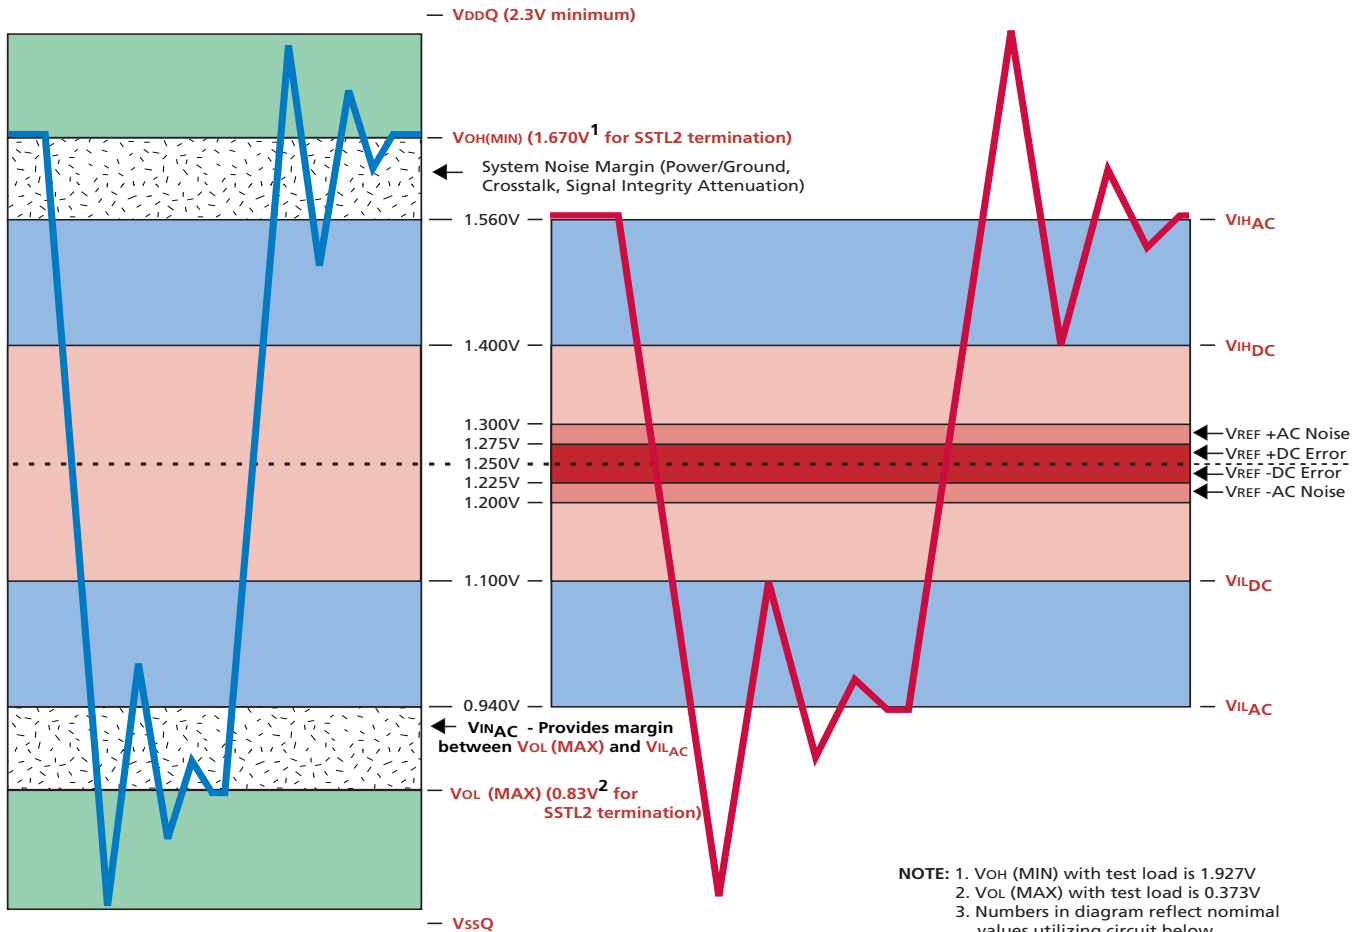 VDDQ (2.3V minimum)
VOH(MIN) (1.670V1 for SSTL2 termination)
System Noise Margin (Power/Ground,
Crosstalk, Signal Integrity Attenuation)
1.560V
VIHAC
1.400V
VIHDC
1.300V
1.275V
1.250V
1.225V
1.200V
VREF +AC Noise
VREF +DC Error
VREF -DC Error
VREF -AC Noise
1.100V
VILDC
0.940V
VILAC
VINAC - Provides margin
between VOL (MAX) and VILAC
VOL (MAX) (0.83V2 for
SSTL2 termination)
VSSQ
NOTE: 1. VOH (MIN) with test load is 1.927V
2. VOL (MAX) with test load is 0.373V
3. Numbers in diagram reflect nomimal
values utilizing circuit below